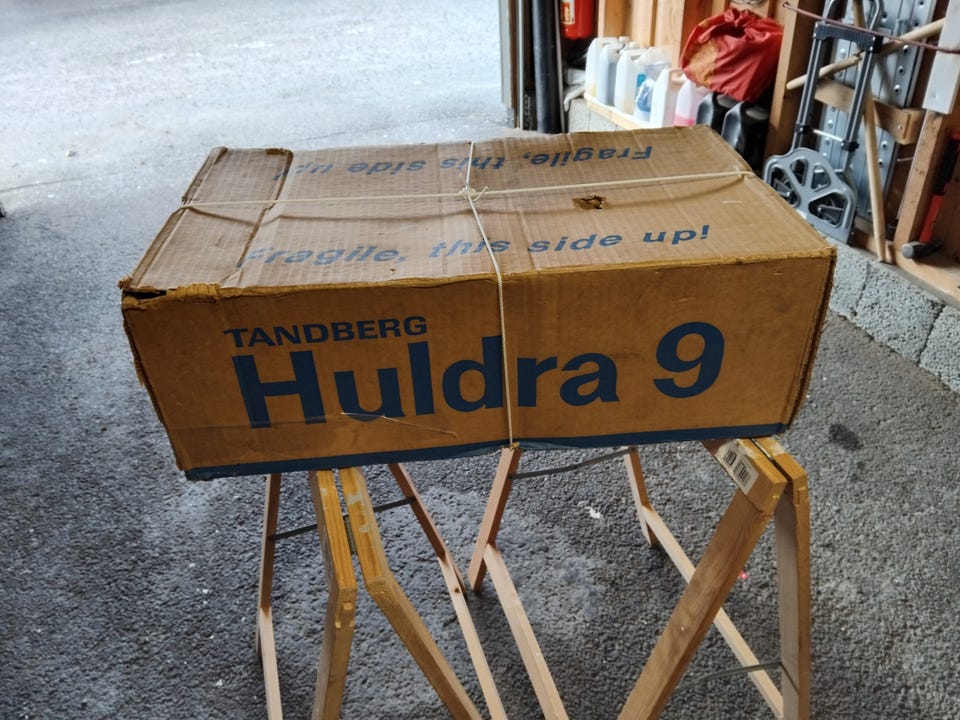 Fragile, this side up!
Fragile, this side up!
TANDBERG
Huldra 9